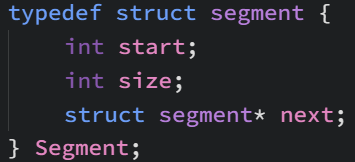 typedef struct segment {
    int start;
    int size;
    struct segment* next;
} Segment;